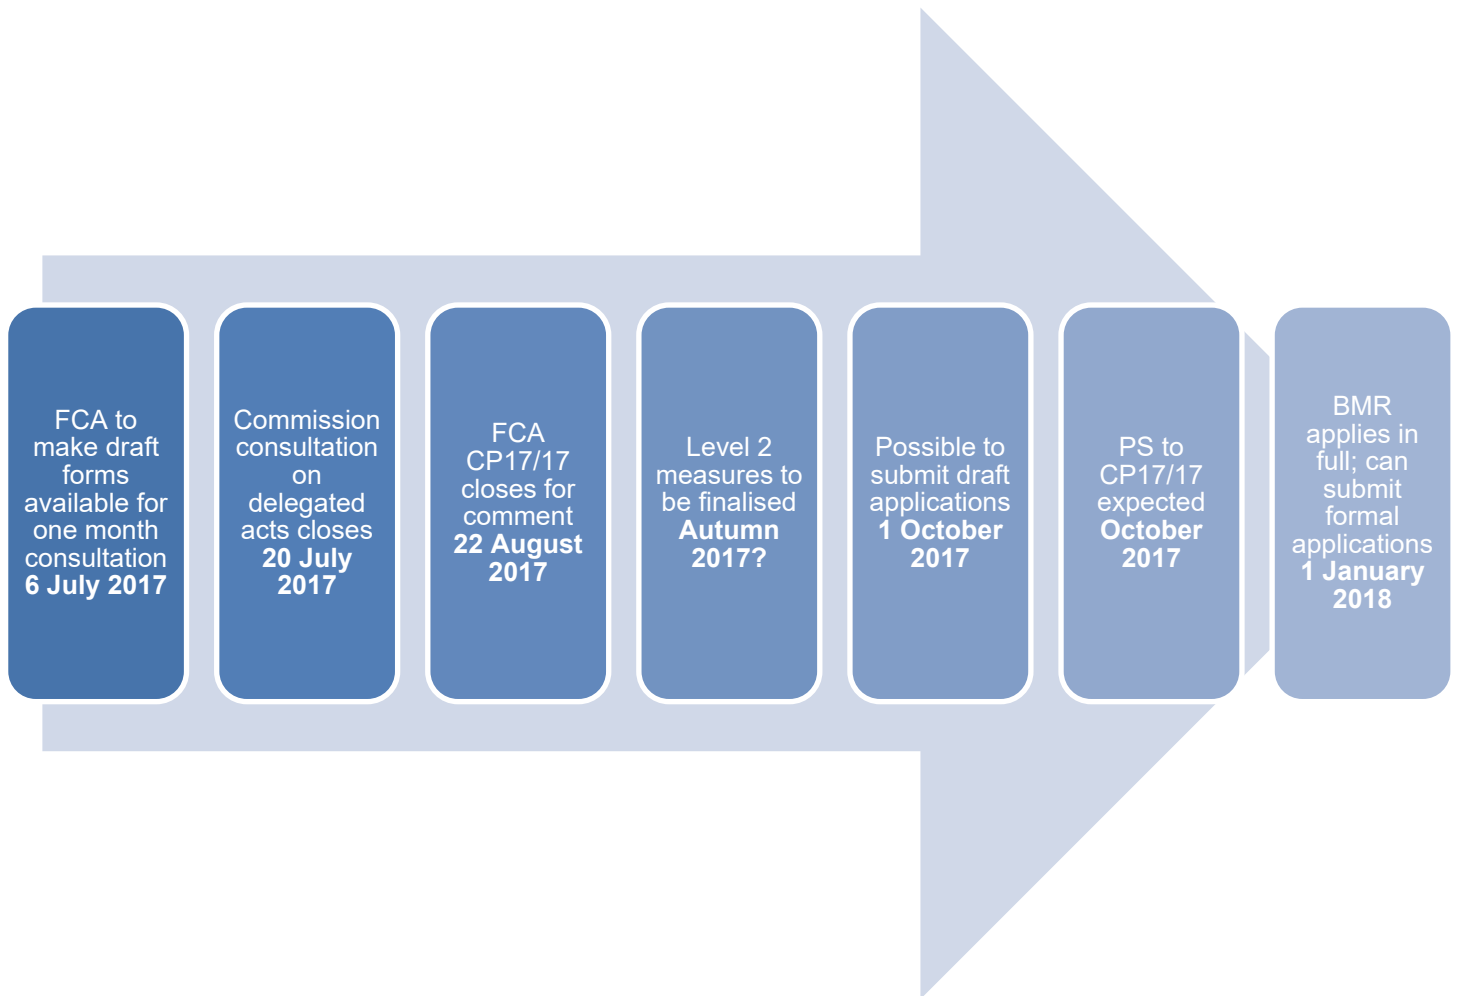 FCA to
make draft
forms
available for
one month
consultation
6 July 2017
Commission
consultation
on
delegated
acts closes
20 July
2017
FCA
CP17/17
closes for
comment
22 August
2017
Level 2
measures to
be finalised
Autumn
2017?
Possible to
submit draft
applications
1 October
2017
PS to
CP17/17
expected
October
2017
BMR
applies in
full; can
submit
formal
applications
1 January
2018